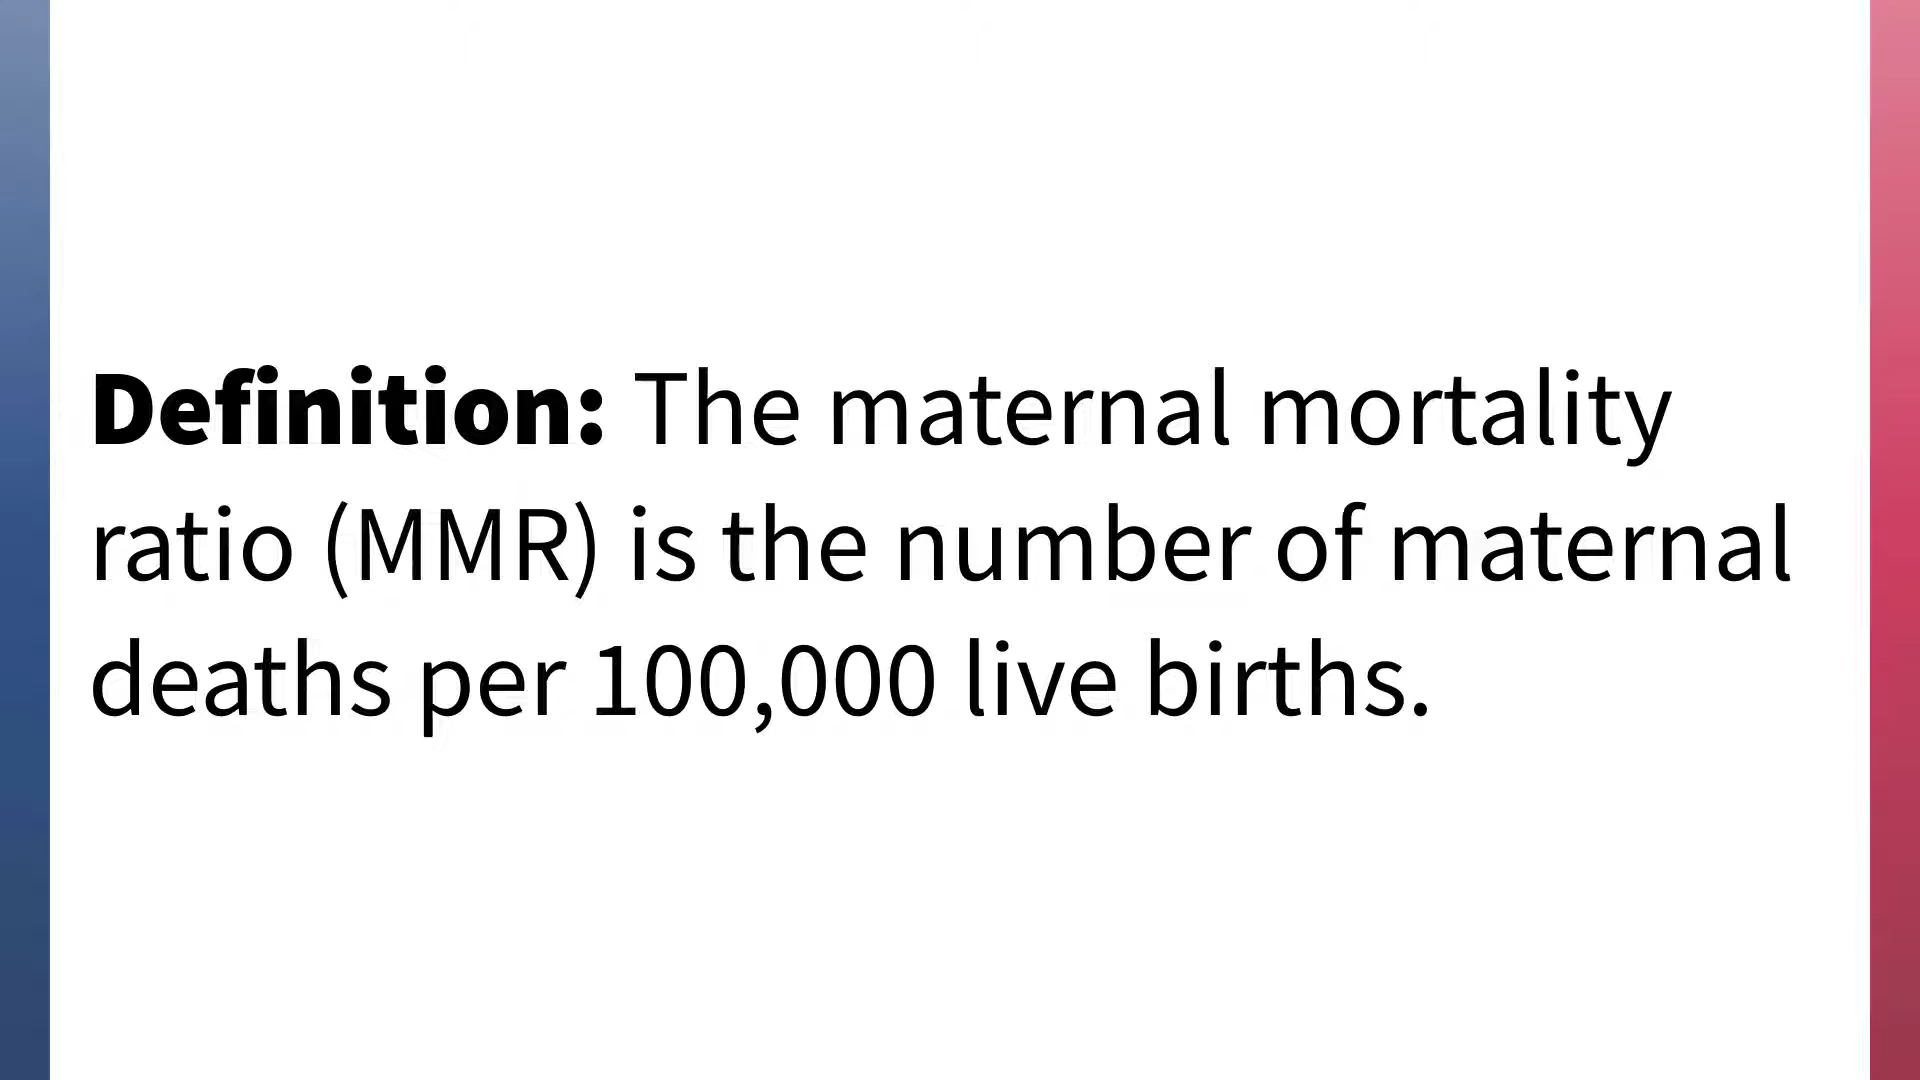 Definition: The maternal mortality
ratio (MMR) is the number of maternal
deaths per 100,000 live births.